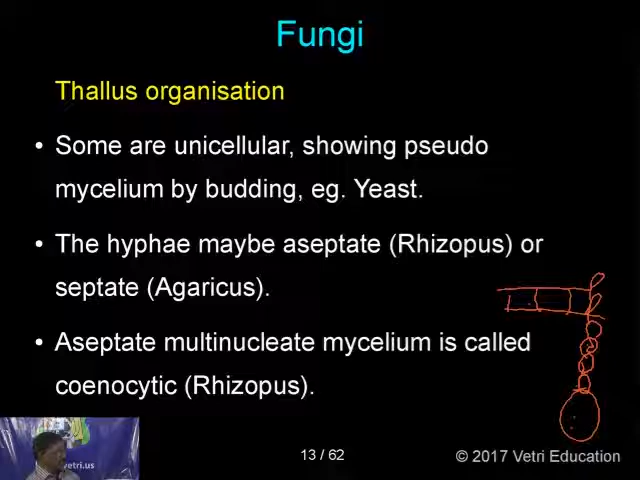 Fungi
Thallus organisation
• Some are unicellular, showing pseudo
mycelium by budding, eg. Yeast.
• The hyphae maybe aseptate (Rhizopus) or
septate (Agaricus).
• Aseptate multinucleate mycelium is called
coenocytic (Rhizopus).
vetri.us
13 / 62
© 2017 Vetri Education